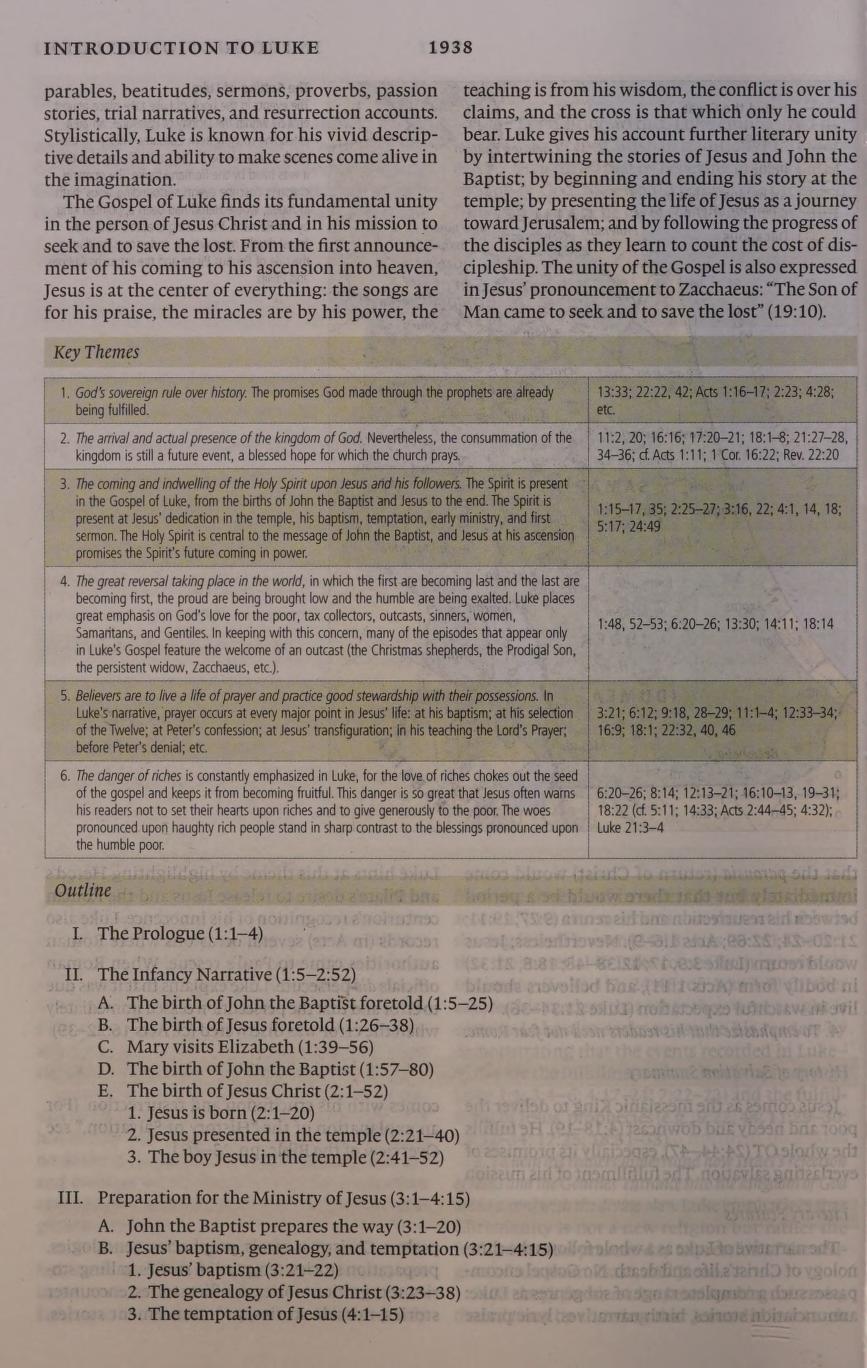 INTRODUCTION TO LUKE 1938
parables, beatitudes, sermons, proverbs, passion
stories, trial narratives, and resurrection accounts.
Stylistically, Luke is known for his vivid descrip-
tive details and ability to make scenes come alive in
the imagination.
The Gospel of Luke finds its fundamental unity
in the person of Jesus Christ and in his mission to
seek and to save the lost. From the first announce-
ment of his coming to his ascension into heaven,
Jesus is at the center of everything: the songs are
for his praise, the miracles are by his power, the
teaching is from his wisdom, the conflict is over his
claims, and the cross is that which only he could
bear. Luke gives his account further literary unity
by intertwining the stories of Jesus and John the
Baptist; by beginning and ending his story at the
temple; by presenting the life of Jesus as a journey
toward Jerusalem; and by following the progress of
the disciples as they learn to count the cost of dis-
cipleship. The unity of the Gospel is also expressed
in Jesus' pronouncement to Zacchaeus: “The Son of
Man came to seek and to save the lost” (19:10).
Key Themes
1. God's sovereign rule over history. The promises God made through the prophets are already
being fulfilled.
13:33; 22:22, 42; Acts 1:16–17; 2:23; 4:28;
etc.
2. The arrival and actual presence of the kingdom of God. Nevertheless, the consummation of the
kingdom is still a future event, a blessed hope for which the church prays.
11:2, 20; 16:16; 17:20–21; 18:1–8; 21:27–28,
34–36; cf. Acts 1:11; 1 Cor. 16:22; Rev. 22:20
3. The coming and indwelling of the Holy Spirit upon Jesus and his followers. The Spirit is present
in the Gospel of Luke, from the births of John the Baptist and Jesus to the end. The Spirit is
present at Jesus' dedication in the temple, his baptism, temptation, early ministry, and first
sermon. The Holy Spirit is central to the message of John the Baptist, and Jesus at his ascension
promises the Spirit's future coming in power.
1:15–17, 35; 2:25–27; 3:16, 22; 4:1, 14, 18;
5:17; 24:49
4. The great reversal taking place in the world, in which the first are becoming last and the last are
becoming first, the proud are being brought low and the humble are being exalted. Luke places
great emphasis on God's love for the poor, tax collectors, outcasts, sinners, women,
Samaritans, and Gentiles. In keeping with this concern, many of the episodes that appear only
in Luke's Gospel feature the welcome of an outcast (the Christmas shepherds, the Prodigal Son,
the persistent widow, Zacchaeus, etc.).
1:48, 52–53; 6:20–26; 13:30; 14:11; 18:14
5. Believers are to live a life of prayer and practice good stewardship with their possessions. In
Luke's narrative, prayer occurs at every major point in Jesus' life: at his baptism; at his selection
of the Twelve; at Peter's confession; at Jesus' transfiguration; in his teaching the Lord's Prayer;
before Peter's denial; etc.
3:21; 6:12; 9:18, 28–29; 11:1–4; 12:33–34;
16:9; 18:1; 22:32, 40, 46
6. The danger of riches is constantly emphasized in Luke, for the love of riches chokes out the seed
of the gospel and keeps it from becoming fruitful. This danger is so great that Jesus often warns
his readers not to set their hearts upon riches and to give generously to the poor. The woes
pronounced upon haughty rich people stand in sharp contrast to the blessings pronounced upon
the humble poor.
6:20–26; 8:14; 12:13–21; 16:10–13, 19–31;
18:22 (cf. 5:11; 14:33; Acts 2:44–45; 4:32);
Luke 21:3–4
Outline
I. The Prologue (1:1–4)
II. The Infancy Narrative (1:5–2:52)
A. The birth of John the Baptist foretold (1:5–25)
B. The birth of Jesus foretold (1:26–38)
C. Mary visits Elizabeth (1:39–56)
D. The birth of John the Baptist (1:57–80)
E. The birth of Jesus Christ (2:1–52)
1. Jesus is born (2:1–20)
2. Jesus presented in the temple (2:21–40)
3. The boy Jesus in the temple (2:41–52)
III. Preparation for the Ministry of Jesus (3:1–4:15)
A. John the Baptist prepares the way (3:1–20)
B. Jesus' baptism, genealogy, and temptation (3:21–4:15)
1. Jesus' baptism (3:21–22)
2. The genealogy of Jesus Christ (3:23–38)
3. The temptation of Jesus (4:1–15)